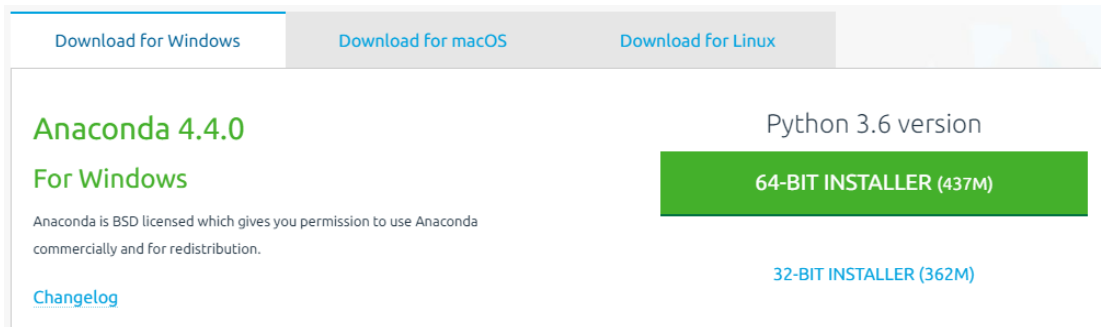 Download for Windows
Download for macOS
Download for Linux
Anaconda 4.4.0
For Windows
Anaconda is BSD licensed which gives you permission to use Anaconda
commercially and for redistribution.
Changelog
Python 3.6 version
64-BIT INSTALLER (437M)
32-BIT INSTALLER (362M)